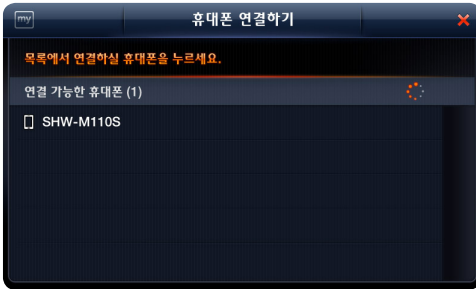 my
휴대폰 연결하기
목록에서 연결하실 휴대폰을 누르세요.
연결 가능한 휴대폰 (1)
SHW-M110S